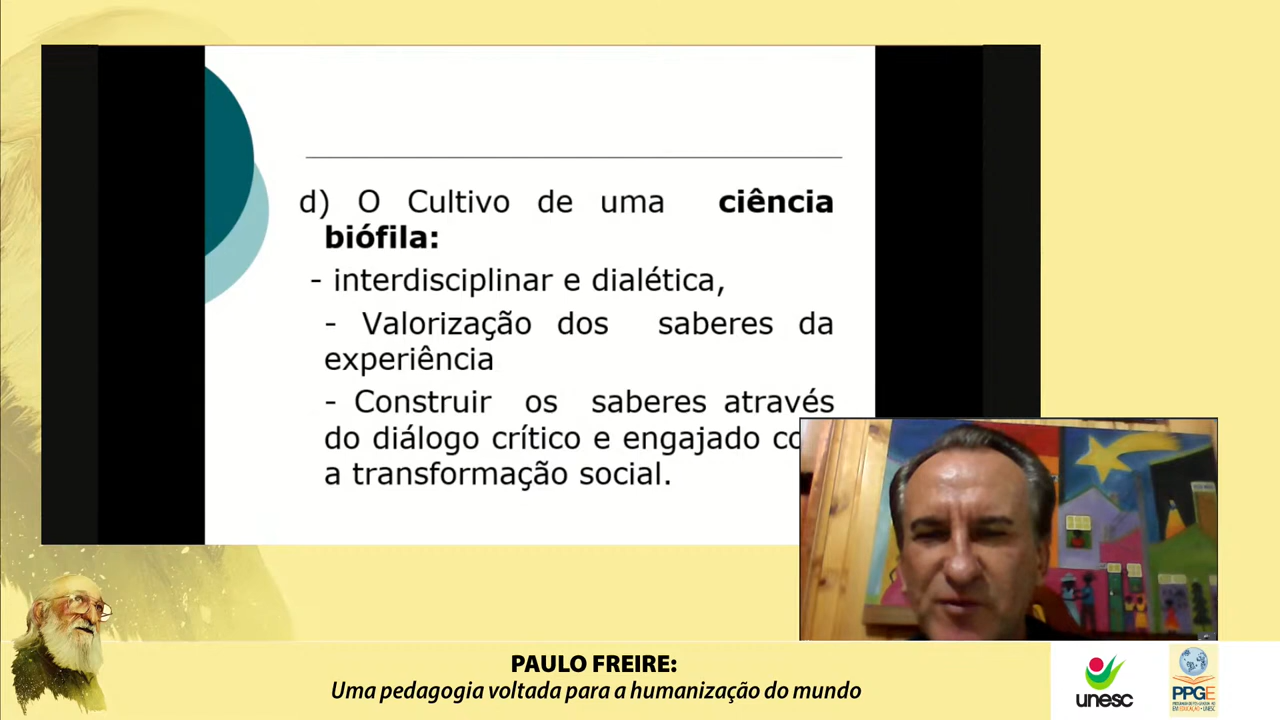 d) O Cultivo de uma ciência
biófila:
- interdisciplinar e dialética,
- Valorização dos saberes da
experiência
- Construir os saberes através
do diálogo crítico e engajado co
a transformação social.
PAULO FREIRE:
Uma pedagogia voltada para a humanização do mundo
unesc
PPGE